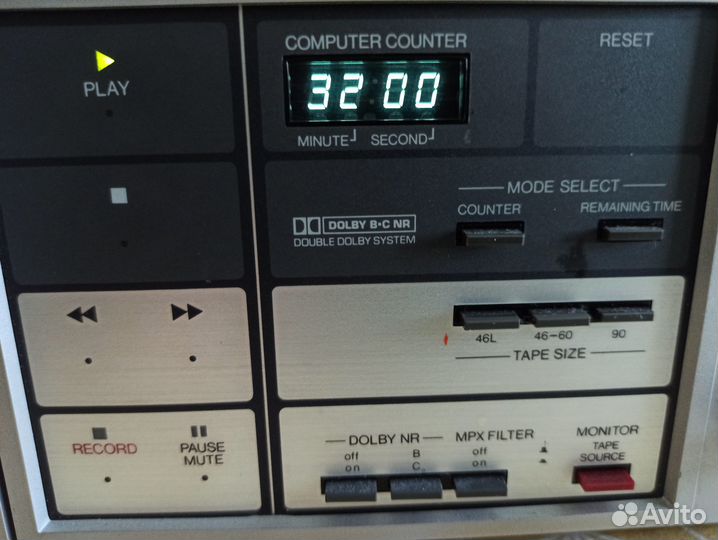 PLAY
RECORD
PAUSE
MUTE
COMPUTER COUNTER
32 00
MINUTE SECOND
RESET
MODE SELECT
COUNTER REMAINING TIME
DOLBY B•C NR
DOUBLE DOLBY SYSTEM
46L 46-60 90
TAPE SIZE
DOLBY NR
off B
on C
MPX FILTER
off
on
MONITOR
TAPE
SOURCE
Avito